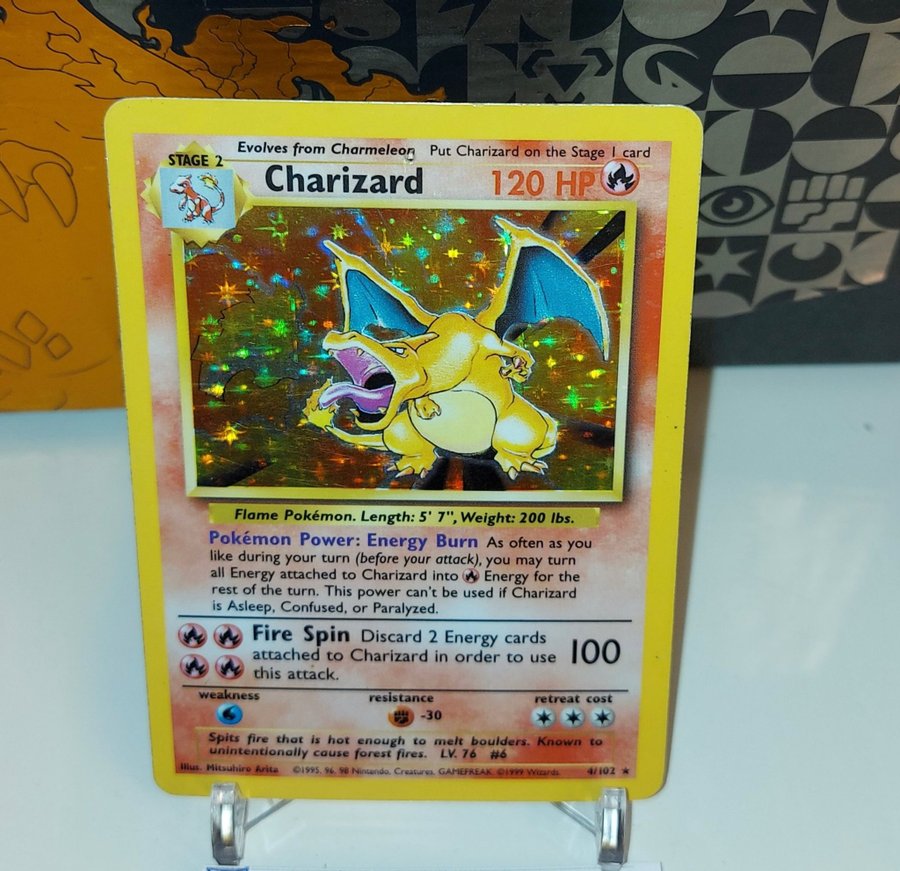 Evolves from Charmeleon Put Charizard on the Stage 1 card
STAGE 2
Charizard 120 HP
Flame Pokémon. Length: 5' 7", Weight: 200 lbs.
Pokémon Power: Energy Burn As often as you
like during your turn (before your attack), you may turn
all Energy attached to Charizard into Energy for the
rest of the turn. This power can't be used if Charizard
is Asleep, Confused, or Paralyzed.
Fire Spin Discard 2 Energy cards
attached to Charizard in order to use 100
this attack.
weakness resistance retreat cost
-30
Spits fire that is hot enough to melt boulders. Known to
unintentionally cause forest fires. LV. 76 #6
Illus. Mitsuhiro Arita ©1995, 96, 98 Nintendo, Creatures, GAMEFREAK. ©1999 Wizards. 4/102 ★